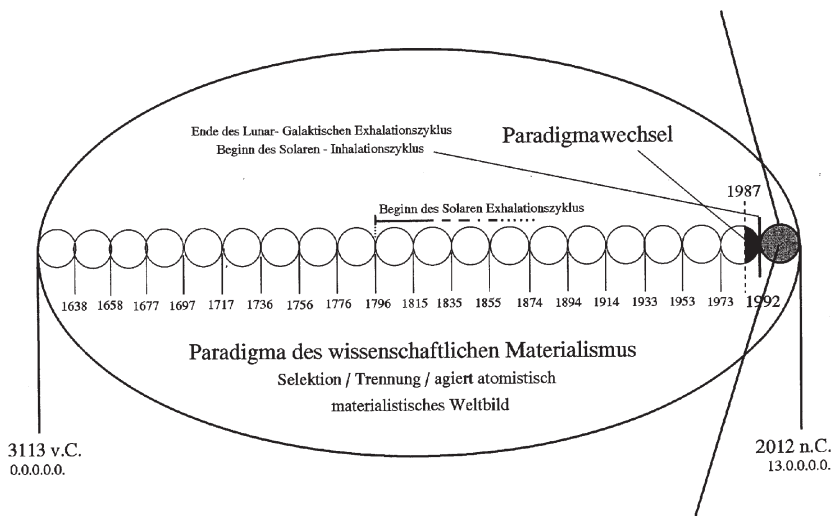 Ende des Lunar- Galaktischen Exhalationszyklus
Beginn des Solaren - Inhalationszyklus
Paradigmawechsel
1987
Beginn des Solaren Exhalationszyklus
1638 1658 1677 1697 1717 1736 1756 1776 1796 1815 1835 1855 1874 1894 1914 1933 1953 1973 1992
Paradigma des wissenschaftlichen Materialismus
Selektion / Trennung / agiert atomistisch
materialistisches Weltbild
3113 v.C.
0.0.0.0.0.
2012 n.C.
13.0.0.0.0.